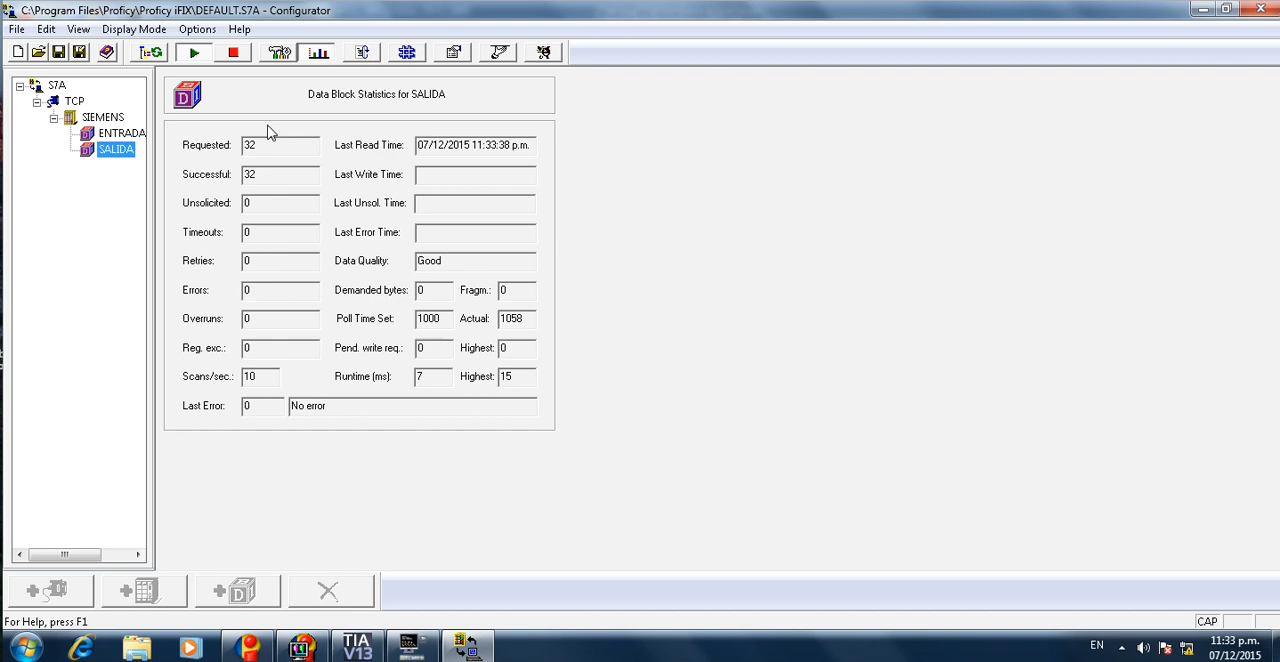 C:\Program Files\Proficy\Proficy iFIX\DEFAULT.S7A - Configurator
File Edit View Display Mode Options Help
S7A
TCP
SIEMENS
ENTRADA
SALIDA
Data Block Statistics for SALIDA
Requested: 32 Last Read Time: 07/12/2015 11:33:38 p.m.
Successful: 32 Last Write Time:
Unsolicited: 0 Last Unsol. Time:
Timeouts: 0 Last Error Time:
Retries: 0 Data Quality: Good
Errors: 0 Demanded bytes: 0 Fragm.: 0
Overruns: 0 Poll Time Set: 1000 Actual: 1058
Reg. exc.: 0 Pend. write req.: 0 Highest: 0
Scans/sec.: 10 Runtime (ms): 7 Highest: 15
Last Error: 0 No error
For Help, press F1
CAP
TIA
V13
EN
11:33 p.m.
07/12/2015